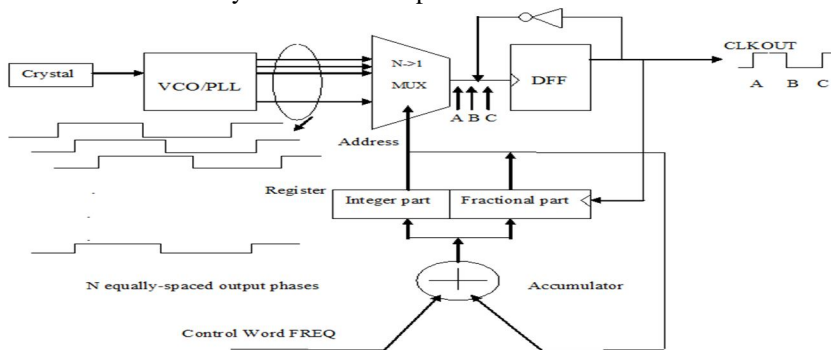 CLKOUT
Crystal
VCO/PLL
N->1
MUX
DFF
A B C
A B C
Address
Register
Integer part
Fractional part
N equally-spaced output phases
Accumulator
Control Word FREQ